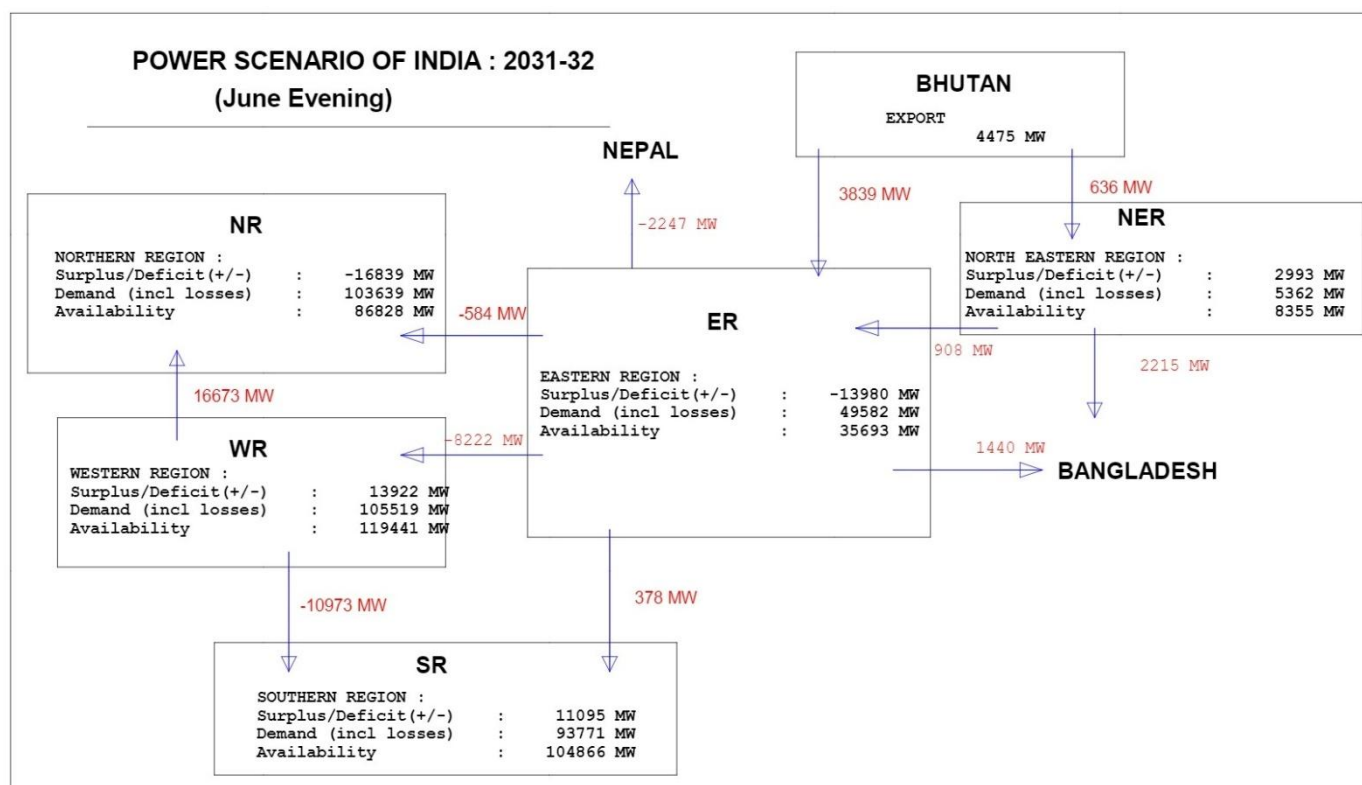 POWER SCENARIO OF INDIA : 2031-32
(June Evening)
BHUTAN
EXPORT
4475 MW
NEPAL
3839 MW
636 MW
-2247 MW
NR
NORTHERN REGION :
Surplus/Deficit(+/-) : -16839 MW
Demand (incl losses) : 103639 MW
Availability : 86828 MW
NER
NORTH EASTERN REGION :
Surplus/Deficit(+/-) : 2993 MW
Demand (incl losses) : 5362 MW
Availability : 8355 MW
-584 MW
ER
EASTERN REGION :
Surplus/Deficit(+/-) : -13980 MW
Demand (incl losses) : 49582 MW
Availability : 35693 MW
908 MW
2215 MW
16673 MW
-8222 MW
1440 MW
BANGLADESH
WR
WESTERN REGION :
Surplus/Deficit(+/-) : 13922 MW
Demand (incl losses) : 105519 MW
Availability : 119441 MW
-10973 MW
378 MW
SR
SOUTHERN REGION :
Surplus/Deficit(+/-) : 11095 MW
Demand (incl losses) : 93771 MW
Availability : 104866 MW